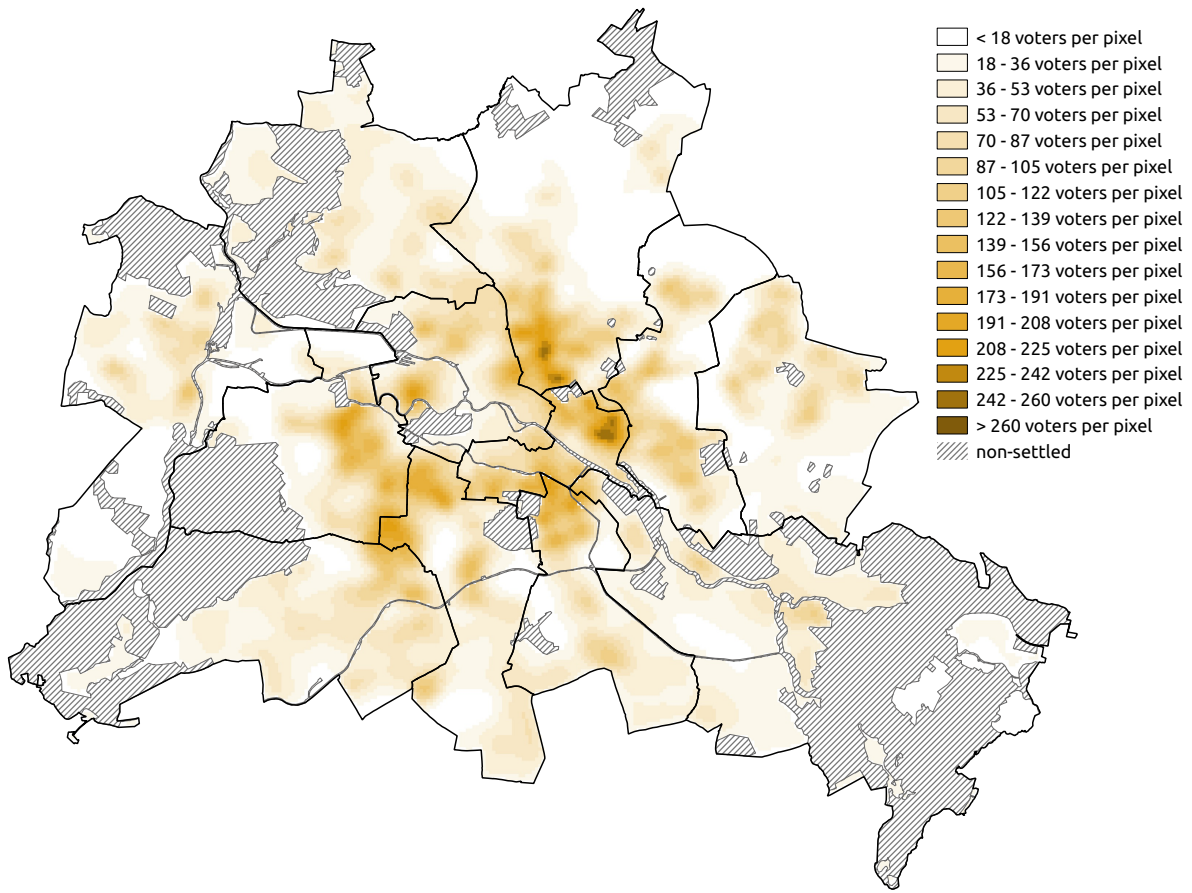 < 18 voters per pixel
18 - 36 voters per pixel
36 - 53 voters per pixel
53 - 70 voters per pixel
70 - 87 voters per pixel
87 - 105 voters per pixel
105 - 122 voters per pixel
122 - 139 voters per pixel
139 - 156 voters per pixel
156 - 173 voters per pixel
173 - 191 voters per pixel
191 - 208 voters per pixel
208 - 225 voters per pixel
225 - 242 voters per pixel
242 - 260 voters per pixel
> 260 voters per pixel
non-settled